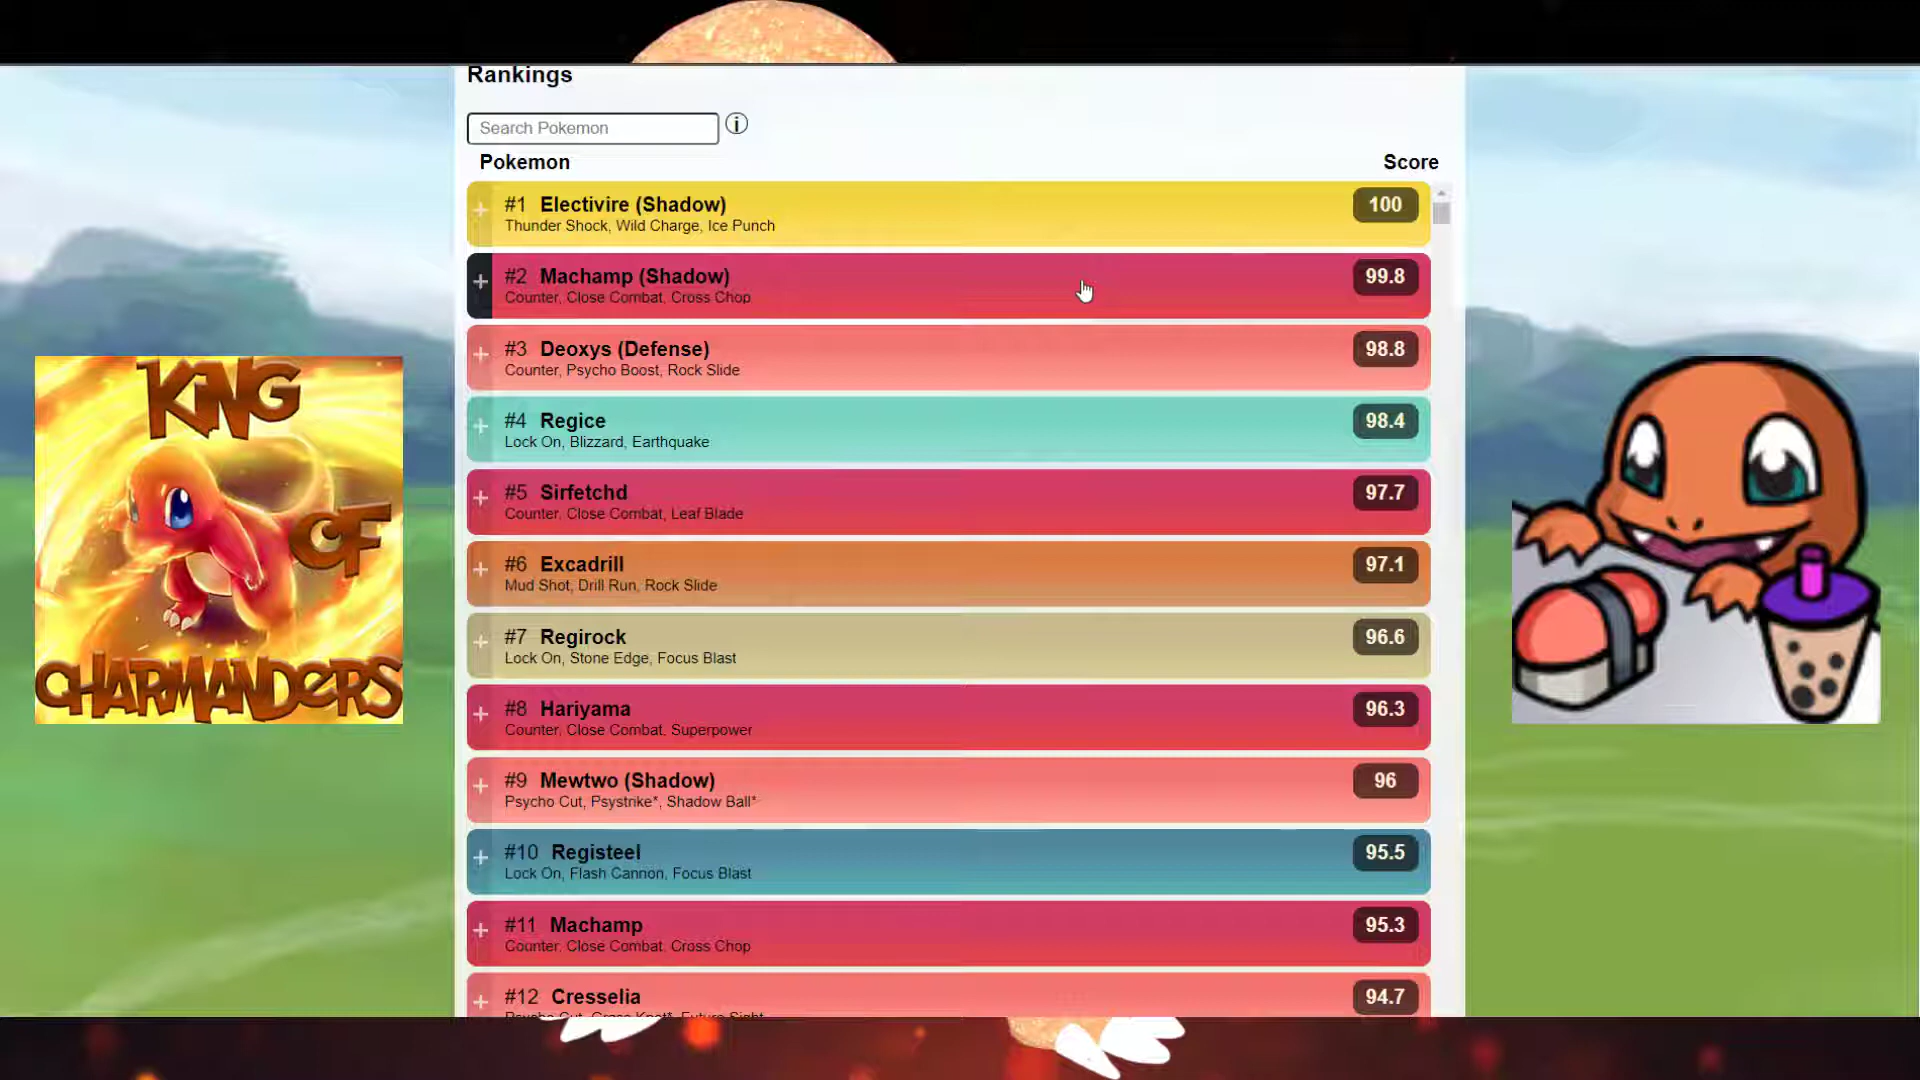 Rankings
Search Pokemon
Pokemon Score
#1 Electivire (Shadow) 100
Thunder Shock, Wild Charge, Ice Punch
#2 Machamp (Shadow) 99.8
Counter, Close Combat, Cross Chop
#3 Deoxys (Defense) 98.8
Counter, Psycho Boost, Rock Slide
#4 Regice 98.4
Lock On, Blizzard, Earthquake
#5 Sirfetchd 97.7
Counter, Close Combat, Leaf Blade
#6 Excadrill 97.1
Mud Shot, Drill Run, Rock Slide
#7 Regirock 96.6
Lock On, Stone Edge, Focus Blast
#8 Hariyama 96.3
Counter, Close Combat, Superpower
#9 Mewtwo (Shadow) 96
Psycho Cut, Psystrike*, Shadow Ball*
#10 Registeel 95.5
Lock On, Flash Cannon, Focus Blast
#11 Machamp 95.3
Counter, Close Combat, Cross Chop
#12 Cresselia 94.7
Psycho Cut, Grass Knot*, Future Sight
KING
OF
CHARMANDERS